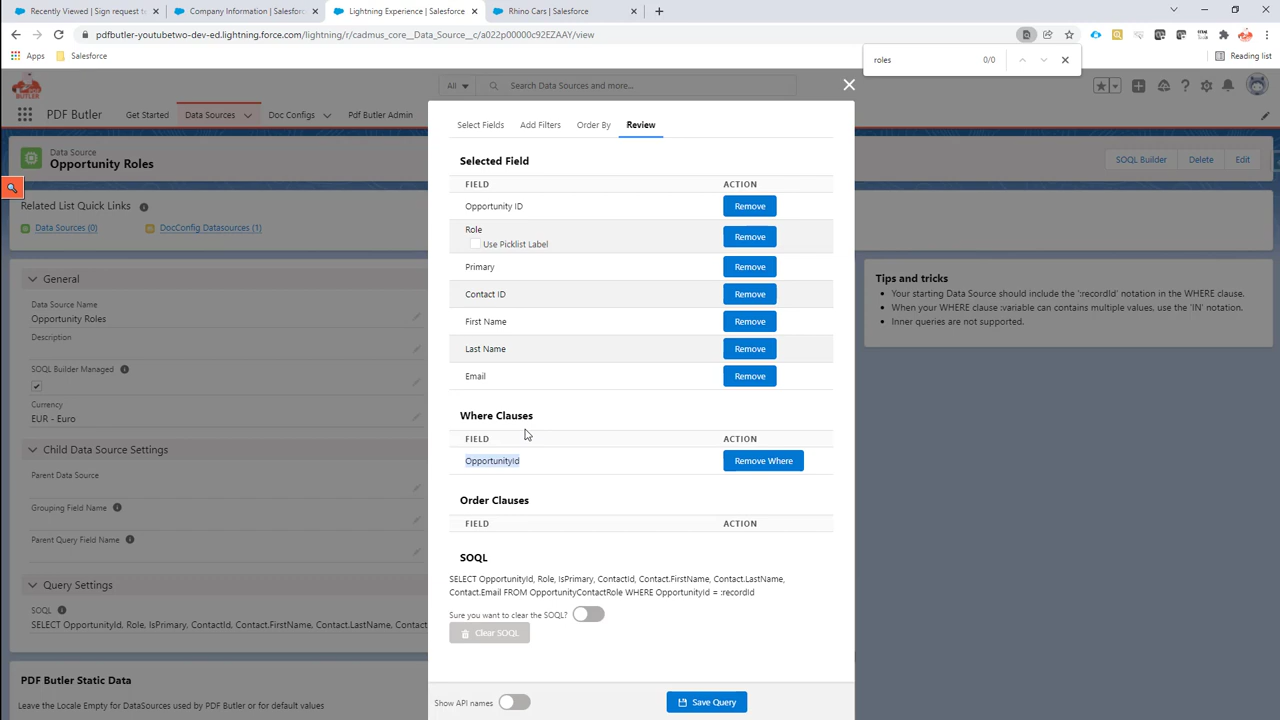 Recently Viewed | Sign request t
Company Information | Salesforc
Lightning Experience | Salesforce
Rhino Cars | Salesforce
pdfbutler-youtubetwo-dev-ed.lightning.force.com/lightning/r/cadmus_core__Data_Source__c/a022p00000c92EZAAY/view
Apps
Salesforce
Reading list
roles
0/0
PDF BUTLER
All
Search Data Sources and more...
PDF Butler
Get Started
Data Sources
Doc Configs
Pdf Butler Admin
Data Source
Opportunity Roles
SOQL Builder
Delete
Edit
Related List Quick Links
Data Sources (0)
DocConfig Datasources (1)
General
Data Source Name
Opportunity Roles
Description
SOQL Builder Managed
Currency
EUR - Euro
Child Data Source Settings
Parent Data Source
Grouping Field Name
Parent Query Field Name
Query Settings
SOQL
SELECT OpportunityId, Role, IsPrimary, ContactId, Contact.FirstName, Contact.LastName, Cont
PDF Butler Static Data
Leave the Locale Empty for DataSources used by PDF Butler or for default values
Select Fields
Add Filters
Order By
Review
Selected Field
FIELD
ACTION
Opportunity ID
Remove
Role
Use Picklist Label
Remove
Primary
Remove
Contact ID
Remove
First Name
Remove
Last Name
Remove
Email
Remove
Where Clauses
FIELD
ACTION
OpportunityId
Remove Where
Order Clauses
FIELD
ACTION
SOQL
SELECT OpportunityId, Role, IsPrimary, ContactId, Contact.FirstName, Contact.LastName,
Contact.Email FROM OpportunityContactRole WHERE OpportunityId = :recordId
Sure you want to clear the SOQL?
Clear SOQL
Show API names
Save Query
Tips and tricks
Your starting Data Source should include the :recordId notation in the WHERE clause.
When your WHERE clause :variable can contains multiple values, use the 'IN' notation.
Inner queries are not supported.